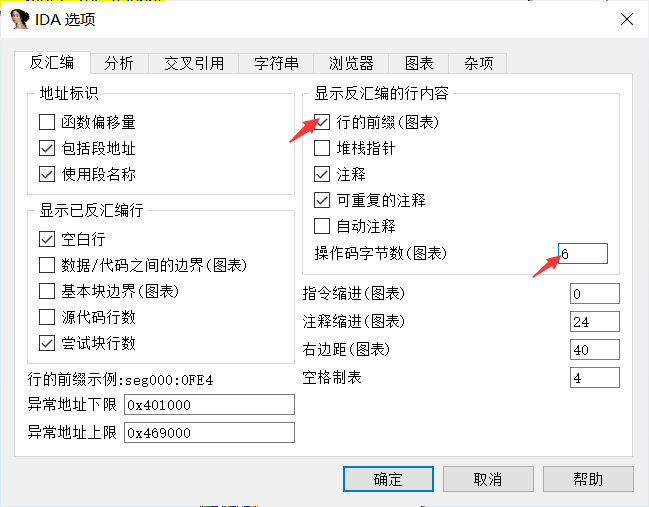 IDA 选项
反汇编 分析 交叉引用 字符串 浏览器 图表 杂项
地址标识
函数偏移量
包括段地址
使用段名称
显示已反汇编行
空白行
数据/代码之间的边界(图表)
基本块边界(图表)
源代码行数
尝试块行数
行的前缀示例:seg000:0FE4
异常地址下限 0x401000
异常地址上限 0x469000
显示反汇编的行内容
行的前缀(图表)
堆栈指针
注释
可重复的注释
自动注释
操作码字节数(图表) 6
指令缩进(图表) 0
注释缩进(图表) 24
右边距(图表) 40
空格制表 4
确定 取消 帮助